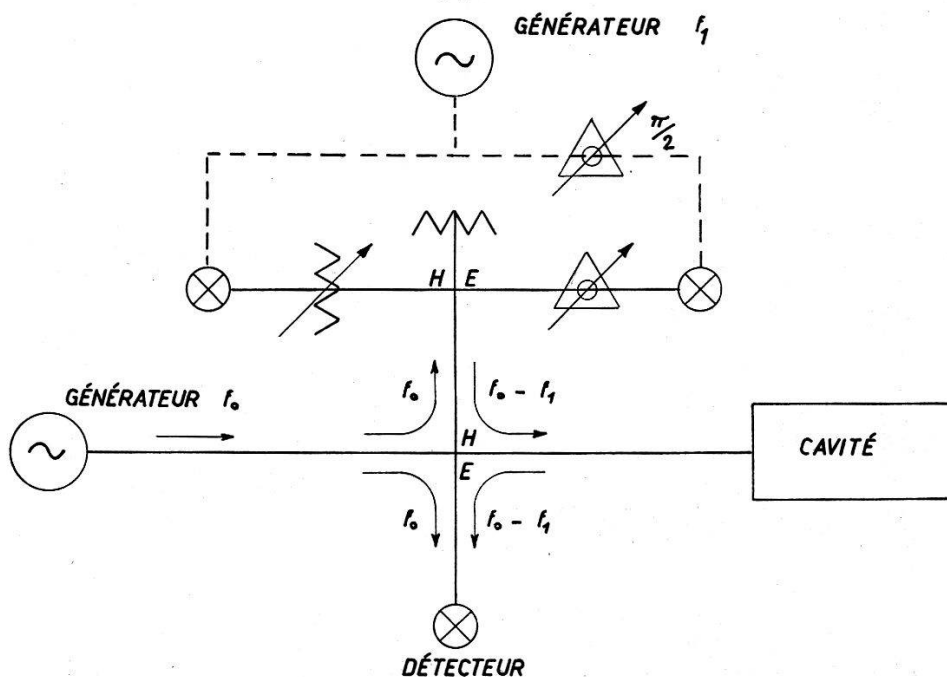 GÉNÉRATEUR f₁
π/2
H E
f₀ f₀ - f₁
GÉNÉRATEUR f₀
H
CAVITÉ
E
f₀ f₀ - f₁
DÉTECTEUR